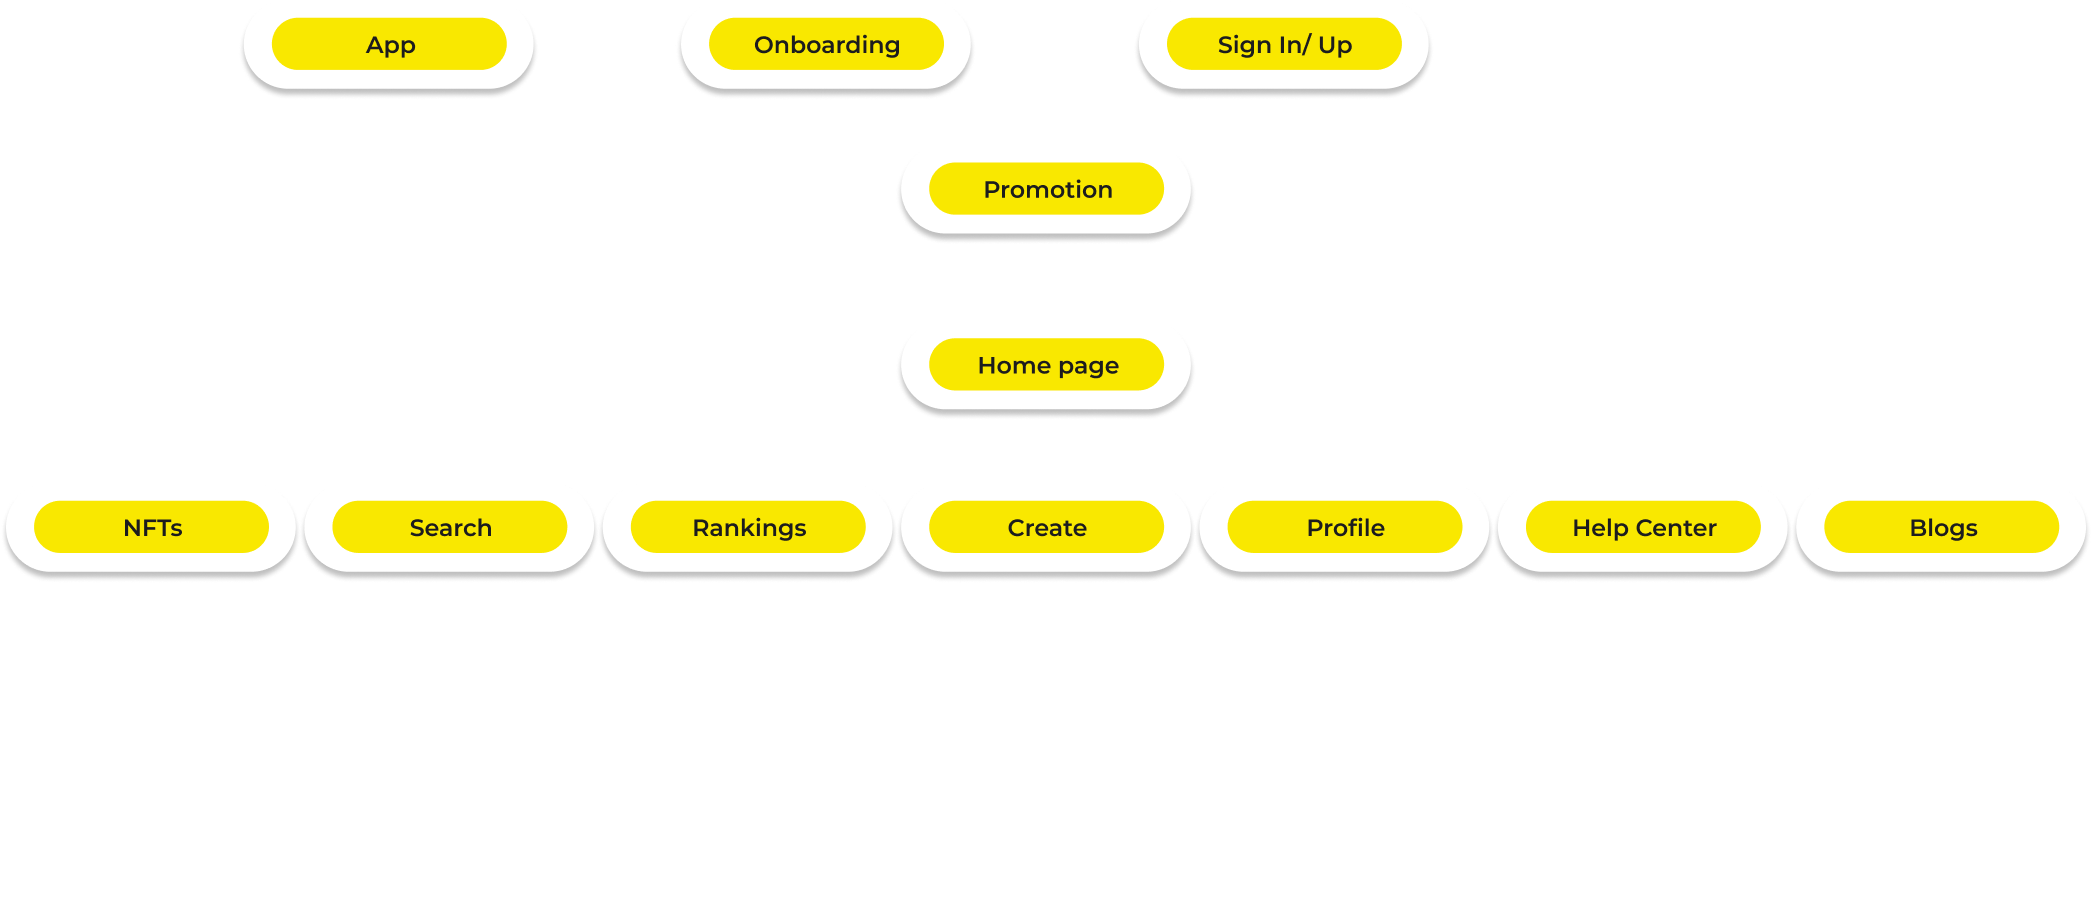 App
Onboarding
Sign In/ Up
Promotion
Home page
NFTs
Search
Rankings
Create
Profile
Help Center
Blogs